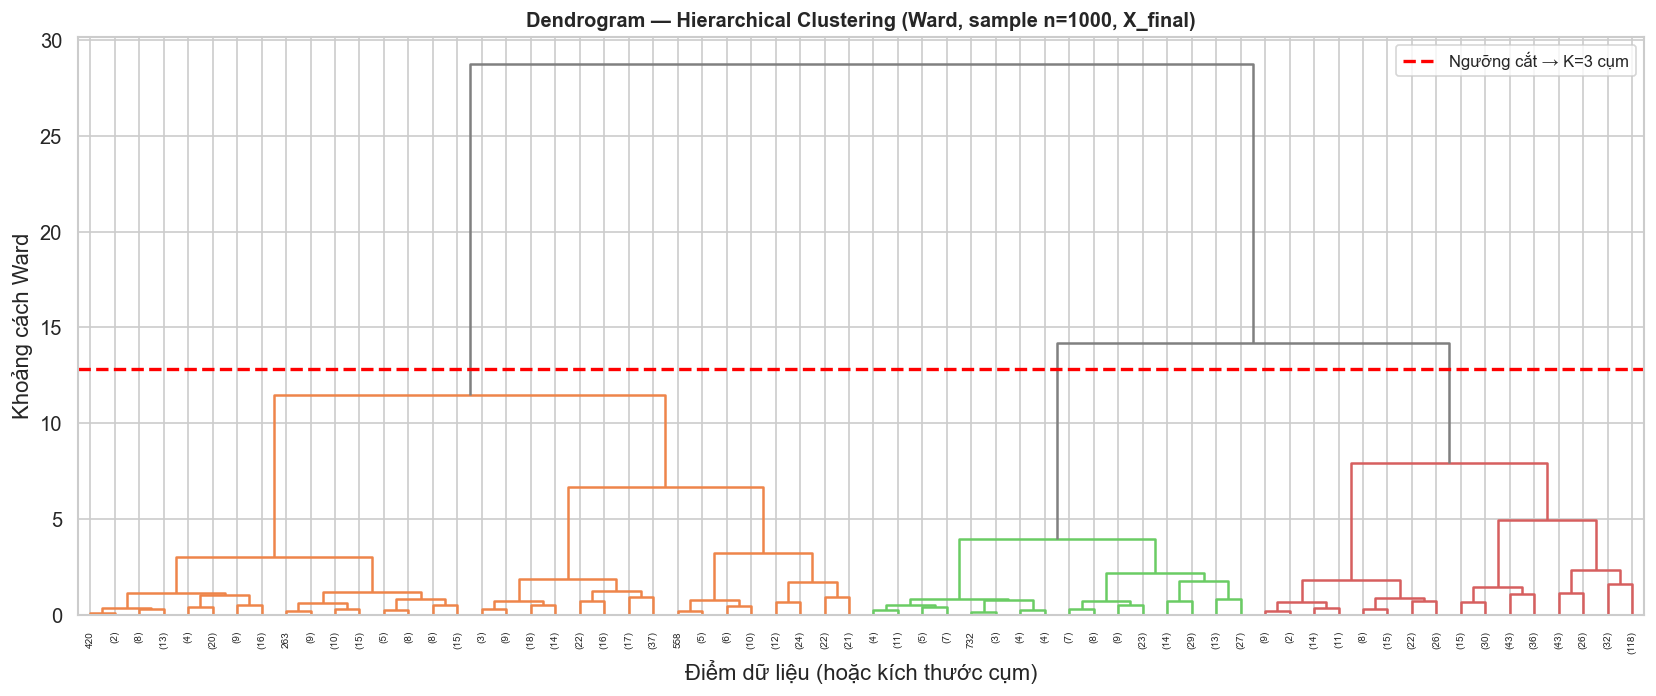 Dendrogram — Hierarchical Clustering (Ward, sample n=1000, X_final)
Ngưỡng cắt → K=3 cụm
Khoảng cách Ward
30
25
20
15
10
5
0
420 (2) (8) (13) (4) (20) (9) (16) 263 (9) (10) (15) (5) (8) (8) (15) (3) (9) (18) (14) (22) (16) (17) (37) 558 (5) (6) (10) (12) (24) (22) (21) (4) (11) (5) (7) 732 (3) (4) (4) (7) (8) (9) (23) (14) (29) (13) (27) (9) (2) (14) (11) (8) (15) (22) (26) (15) (30) (43) (36) (43) (26) (32) (118)
Điểm dữ liệu (hoặc kích thước cụm)